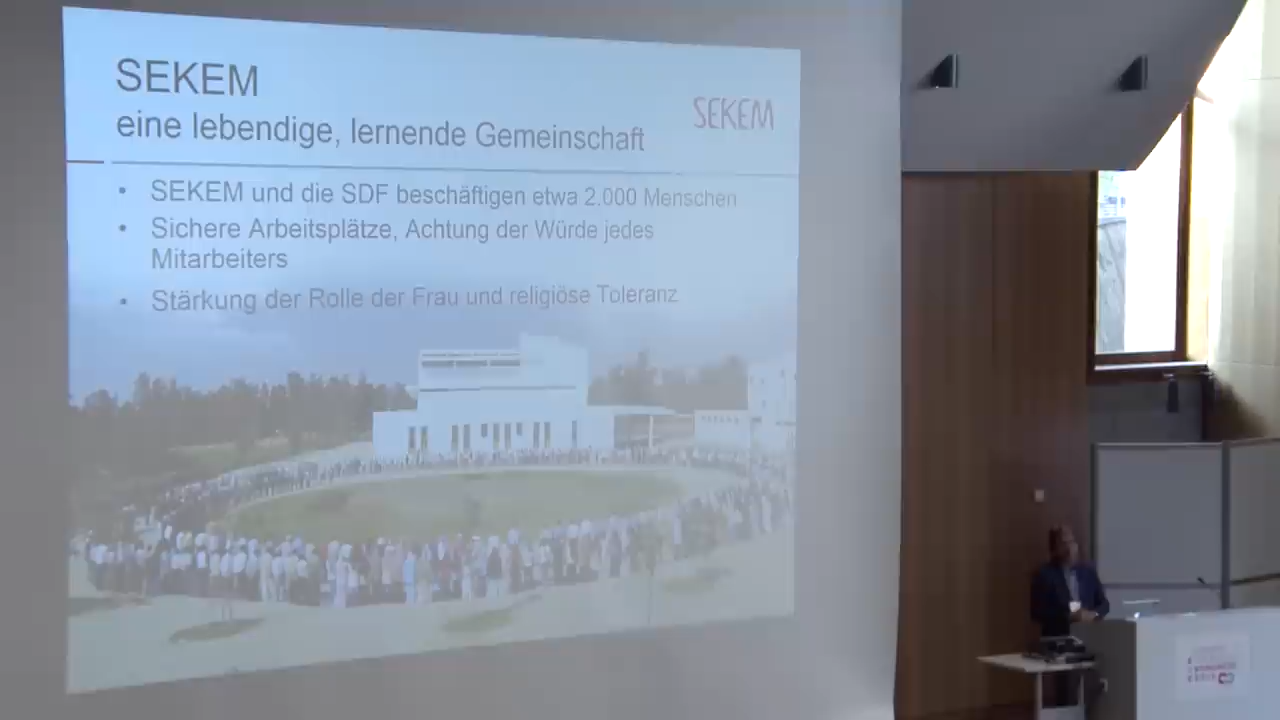 SEKEM
eine lebendige, lernende Gemeinschaft
SEKEM
• SEKEM und die SDF beschäftigen etwa 2.000 Menschen
• Sichere Arbeitsplätze, Achtung der Würde jedes
Mitarbeiters
• Stärkung der Rolle der Frau und religiöse Toleranz